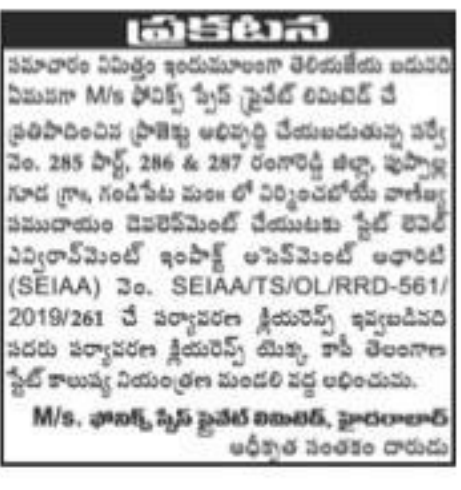 ప్రకటన
సమాచారం నిమిత్తం ఇందుమూలంగా తెలియజేయ బడునది
ఏమనగా M/s ఫోనిక్స్ స్పేస్ ప్రైవేట్ లిమిటెడ్ చే
ప్రతిపాదించిన ప్రాజెక్టు అభివృద్ధి చేయబడుతున్న సర్వే
నెం. 285 పార్ట్, 286 & 287 రంగారెడ్డి జిల్లా, పుప్పాల్ల
గూడ గ్రా, గండిపేట మం లో నిర్మించబోయే వాణిజ్య
సముదాయం డెవలప్‌మెంట్ చేయుటకు స్టేట్ లెవెల్
ఎన్విరాన్‌మెంట్ ఇంపాక్ట్ అసెస్‌మెంట్ అథారిటి
(SEIAA) నెం. SEIAA/TS/OL/RRD-561/
2019/261 చే పర్యావరణ క్లియరెన్స్ ఇవ్వబడినది
సదరు పర్యావరణ క్లియరెన్స్ యొక్క కాపీ తెలంగాణ
స్టేట్ కాలుష్య నియంత్రణ మండలి వద్ద లభించును.
M/s. ఫోనిక్స్ స్పేస్ ప్రైవేట్ లిమిటెడ్, హైదరాబాద్
అధీకృత సంతకం దారుడు